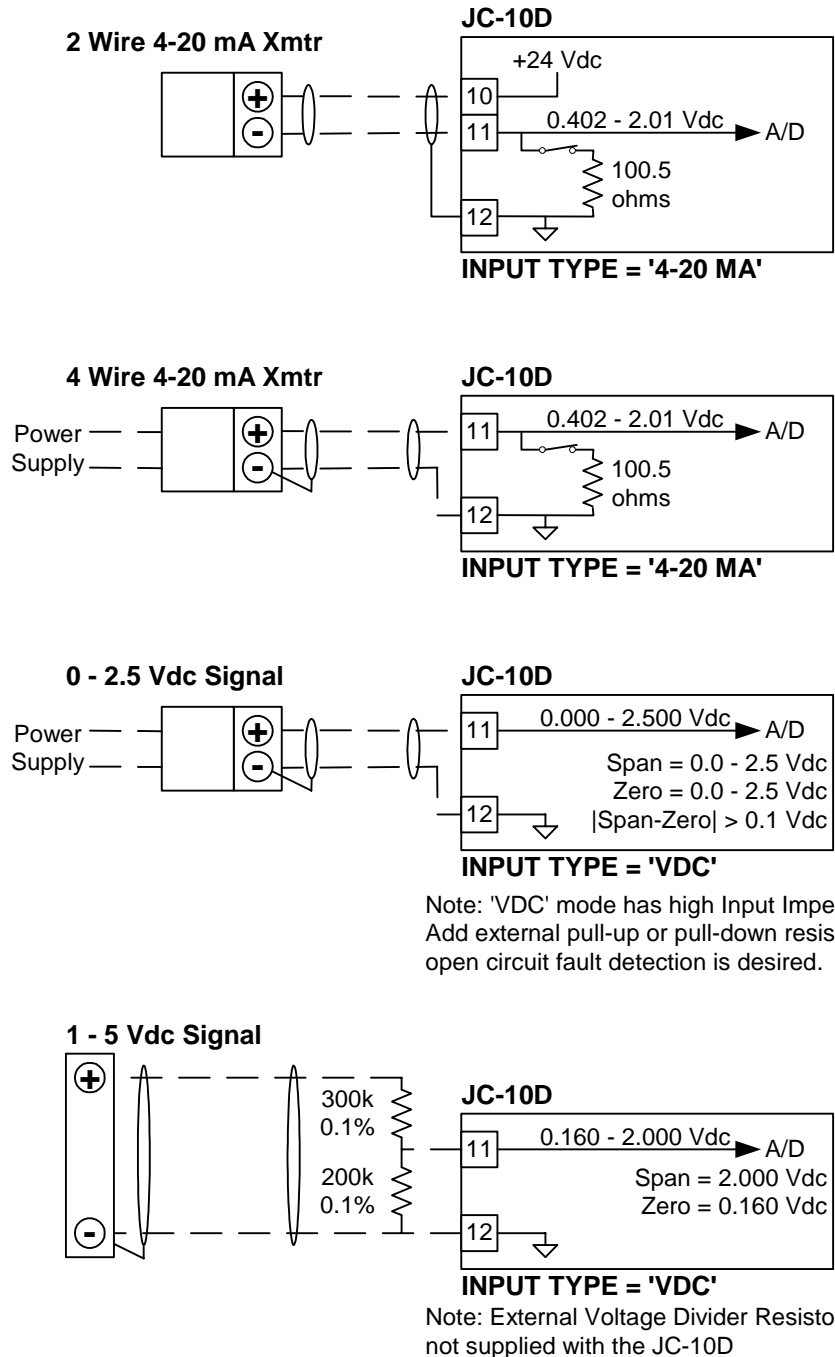 JC-10D
2 Wire 4-20 mA Xmtr
+24 Vdc
+
10
0.402 - 2.01 Vdc
A/D
-
11
100.5
ohms
12
INPUT TYPE = '4-20 MA'
4 Wire 4-20 mA Xmtr
JC-10D
Power
Supply
+
-
11
0.402 - 2.01 Vdc
A/D
100.5
ohms
12
INPUT TYPE = '4-20 MA'
0 - 2.5 Vdc Signal
JC-10D
Power
Supply
+
-
11
0.000 - 2.500 Vdc
A/D
Span = 0.0 - 2.5 Vdc
Zero = 0.0 - 2.5 Vdc
12
|Span-Zero| > 0.1 Vdc
INPUT TYPE = 'VDC'
Note: 'VDC' mode has high Input Impe
Add external pull-up or pull-down resis
open circuit fault detection is desired.
1 - 5 Vdc Signal
+
300k
0.1%
200k
0.1%
-
JC-10D
11
0.160 - 2.000 Vdc
A/D
Span = 2.000 Vdc
Zero = 0.160 Vdc
12
INPUT TYPE = 'VDC'
Note: External Voltage Divider Resisto
not supplied with the JC-10D